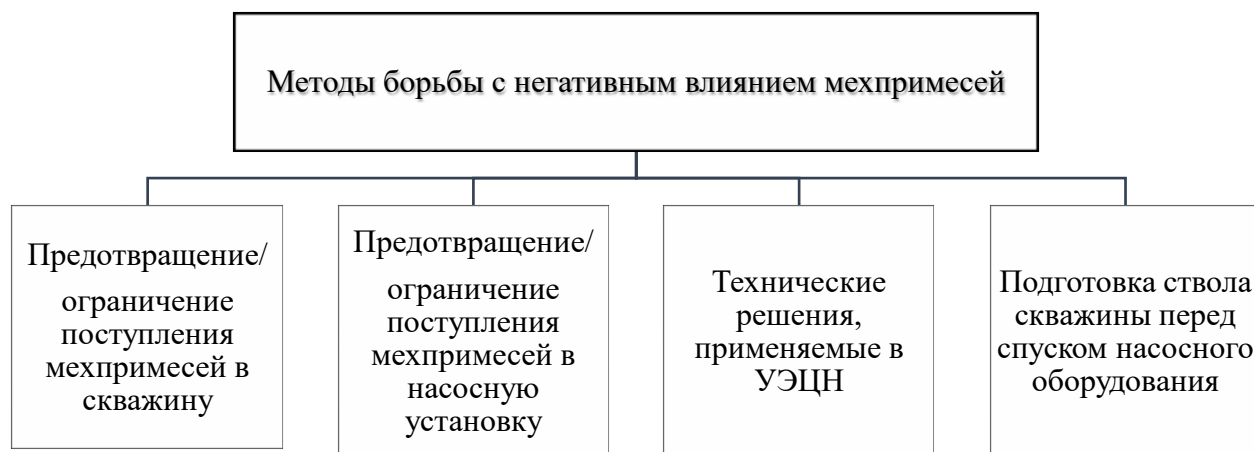 Методы борьбы с негативным влиянием мехпримесей
Предотвращение/
ограничение
поступления
мехпримесей в
скважину
Предотвращение/
ограничение
поступления
мехпримесей в
насосную
установку
Технические
решения,
применяемые в
УЭЦН
Подготовка ствола
скважины перед
спуском насосного
оборудования